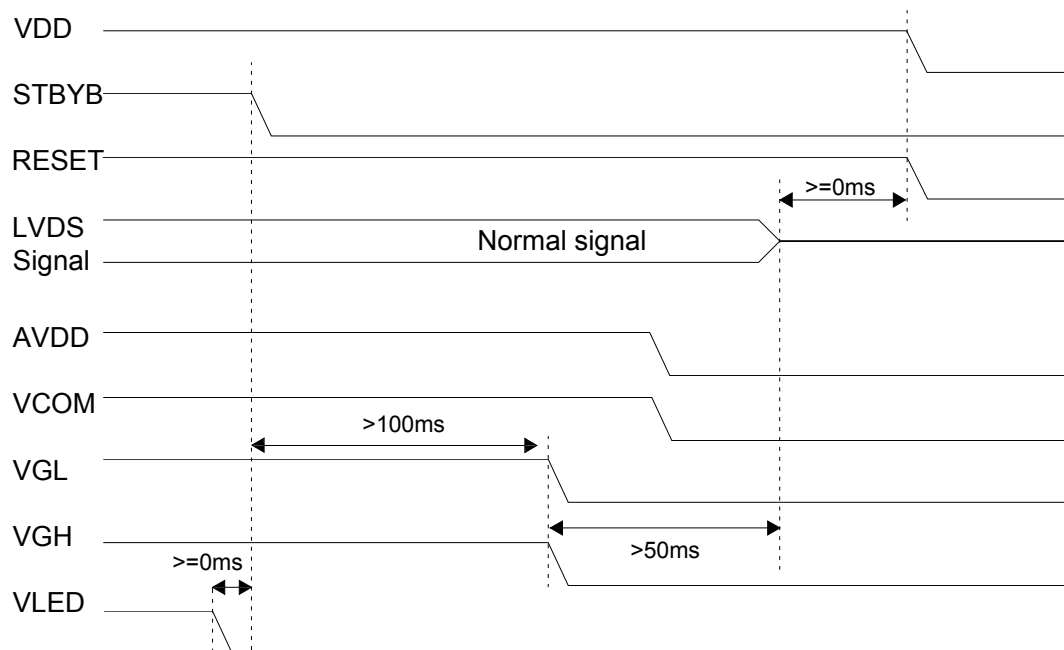 VDD
STBYB
RESET
>=0ms
LVDS
Signal
Normal signal
AVDD
VCOM
>100ms
VGL
VGH
>50ms
>=0ms
VLED